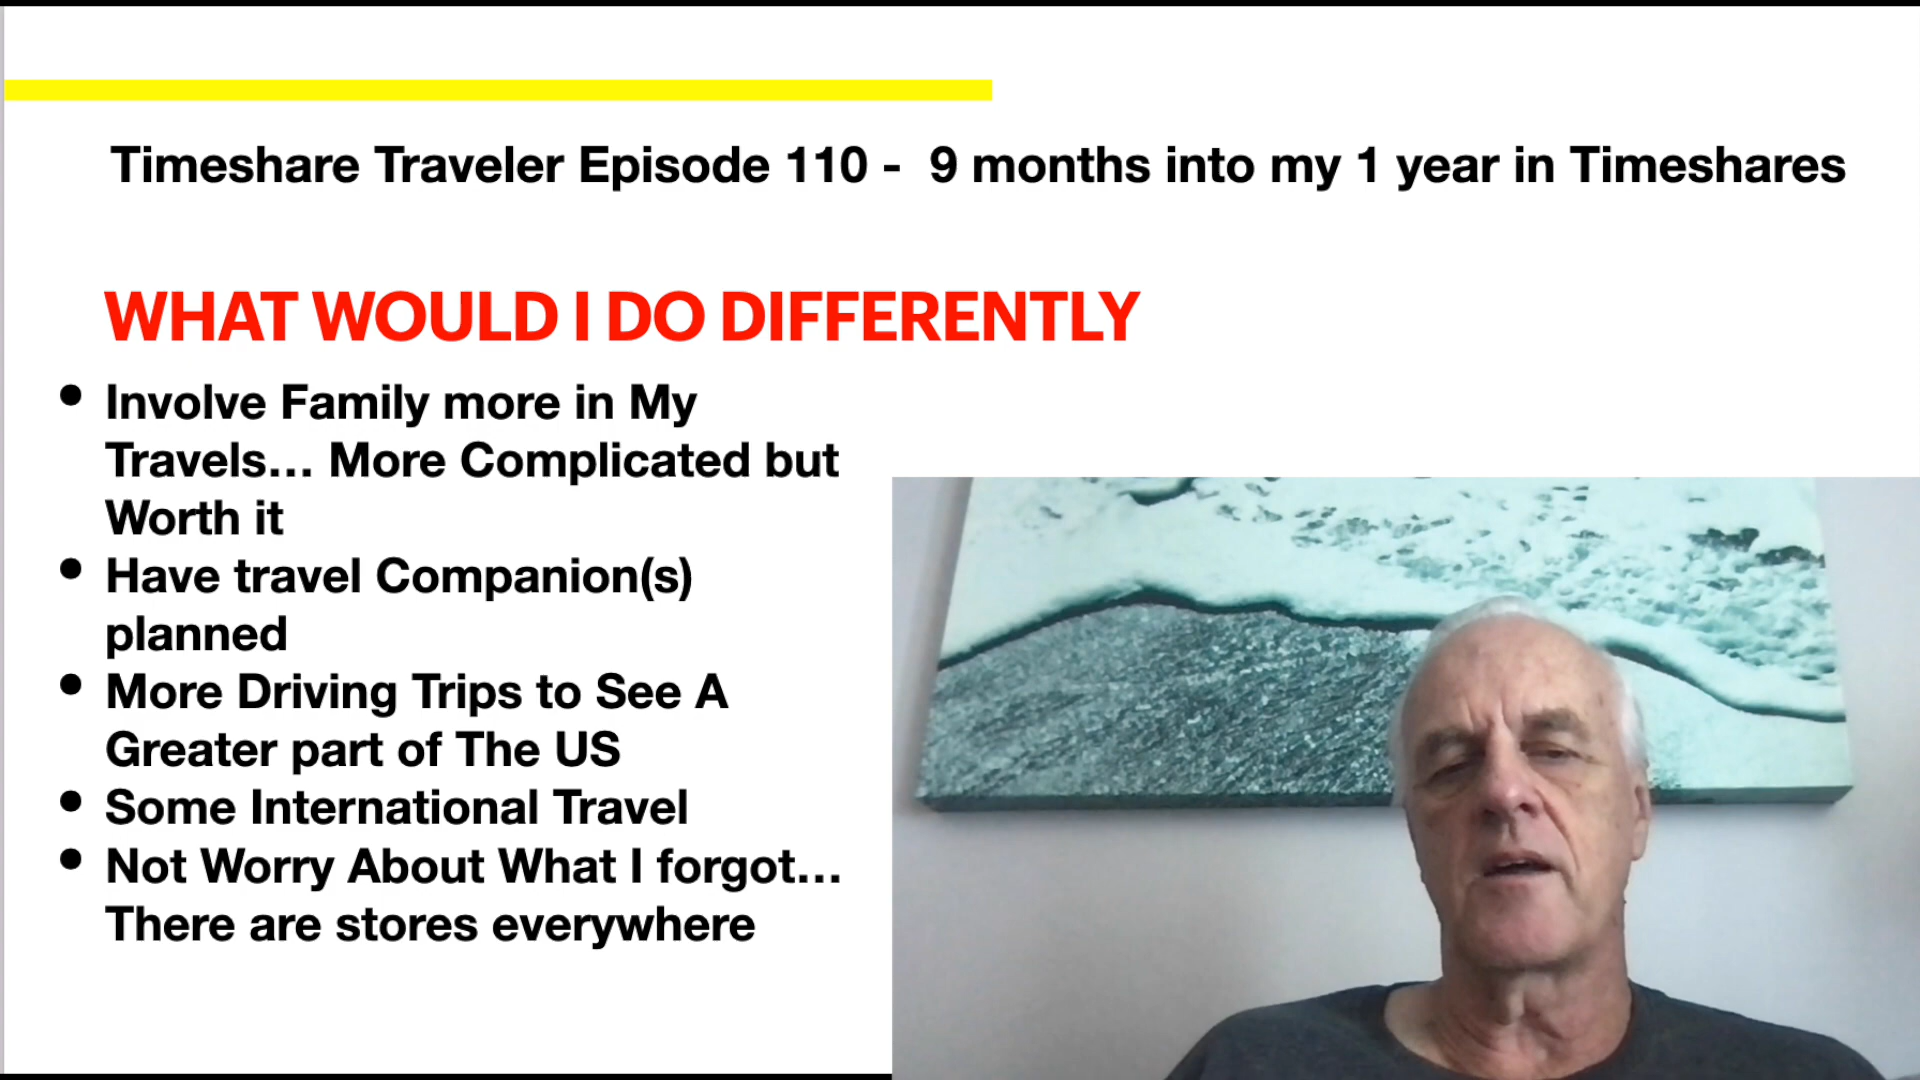 Timeshare Traveler Episode 110 -  9 months into my 1 year in Timeshares
WHAT WOULD I DO DIFFERENTLY
• Involve Family more in My
Travels… More Complicated but
Worth it
• Have travel Companion(s)
planned
• More Driving Trips to See A
Greater part of The US
• Some International Travel
• Not Worry About What I forgot…
There are stores everywhere